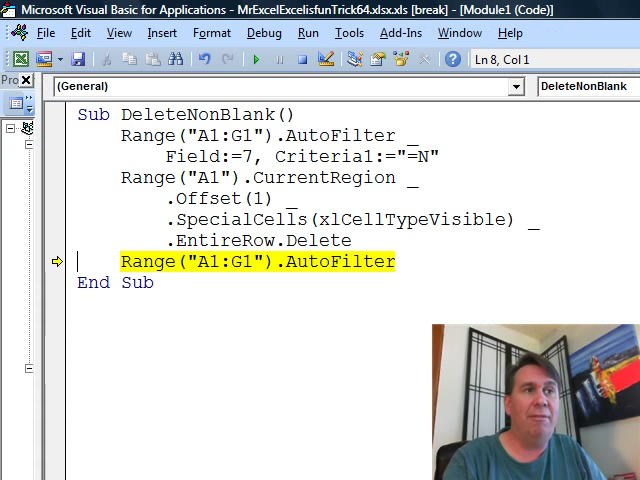 Microsoft Visual Basic for Applications - MrExcelExcelisfunTrick64.xlsx.xls [break] - [Module1 (Code)]
File Edit View Insert Format Debug Run Tools Add-Ins Window Help
Ln 8, Col 1
(General) DeleteNonBlank
Sub DeleteNonBlank()
Range("A1:G1").AutoFilter _
Field:=7, Criteria1:="=N"
Range("A1").CurrentRegion _
.Offset(1) _
.SpecialCells(xlCellTypeVisible) _
.EntireRow.Delete
Range("A1:G1").AutoFilter
End Sub